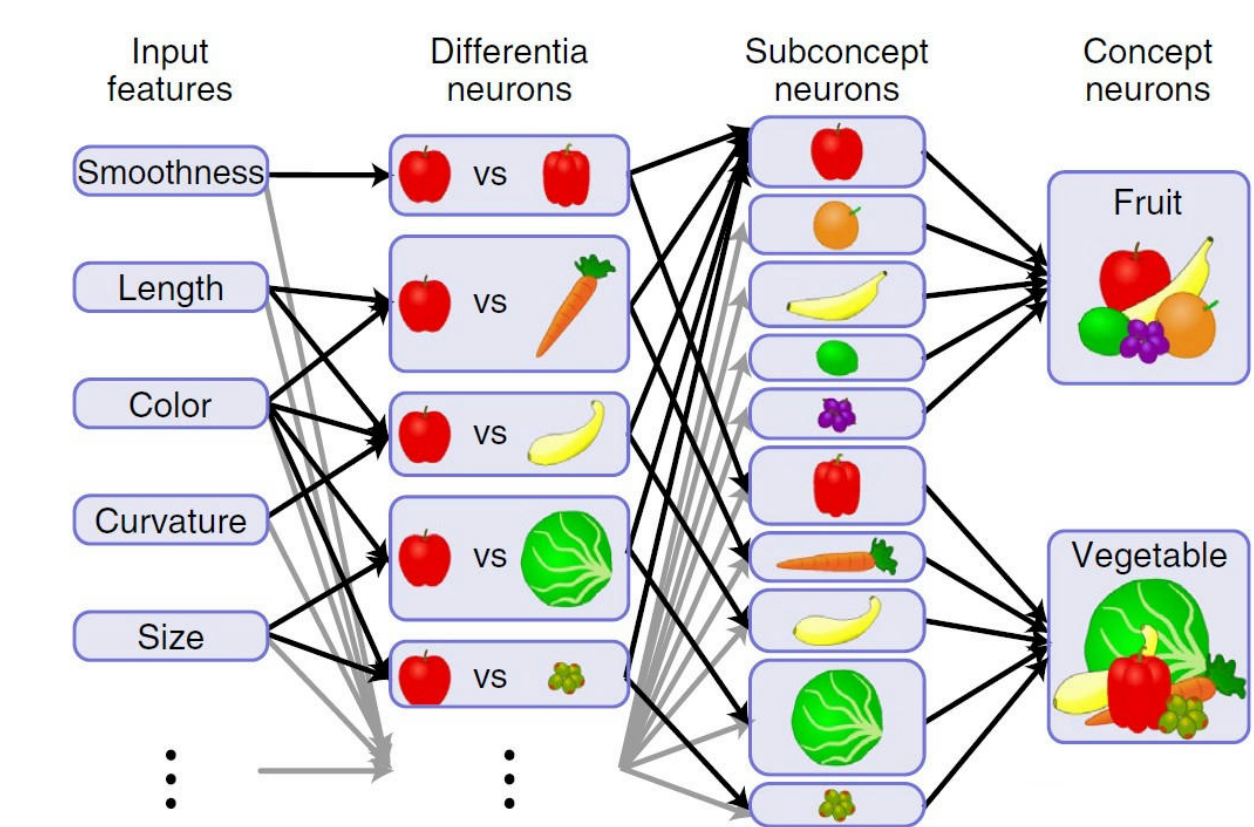 Input
features
Differentia
neurons
Subconcept
neurons
Concept
neurons
Smoothness
Length
Color
Curvature
Size
vs
vs
vs
vs
vs
Fruit
Vegetable